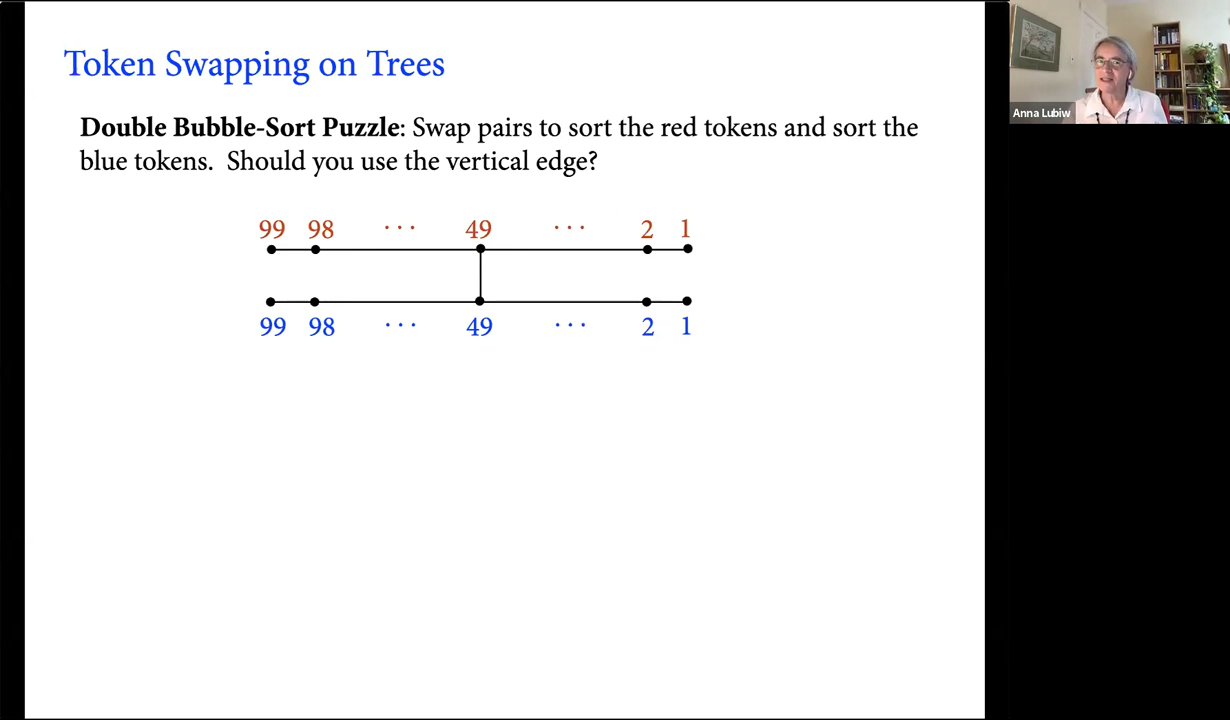 Token Swapping on Trees
Double Bubble-Sort Puzzle: Swap pairs to sort the red tokens and sort the
blue tokens. Should you use the vertical edge?
99 98 ··· 49 ··· 2 1
99 98 ··· 49 ··· 2 1
Anna Lubiw